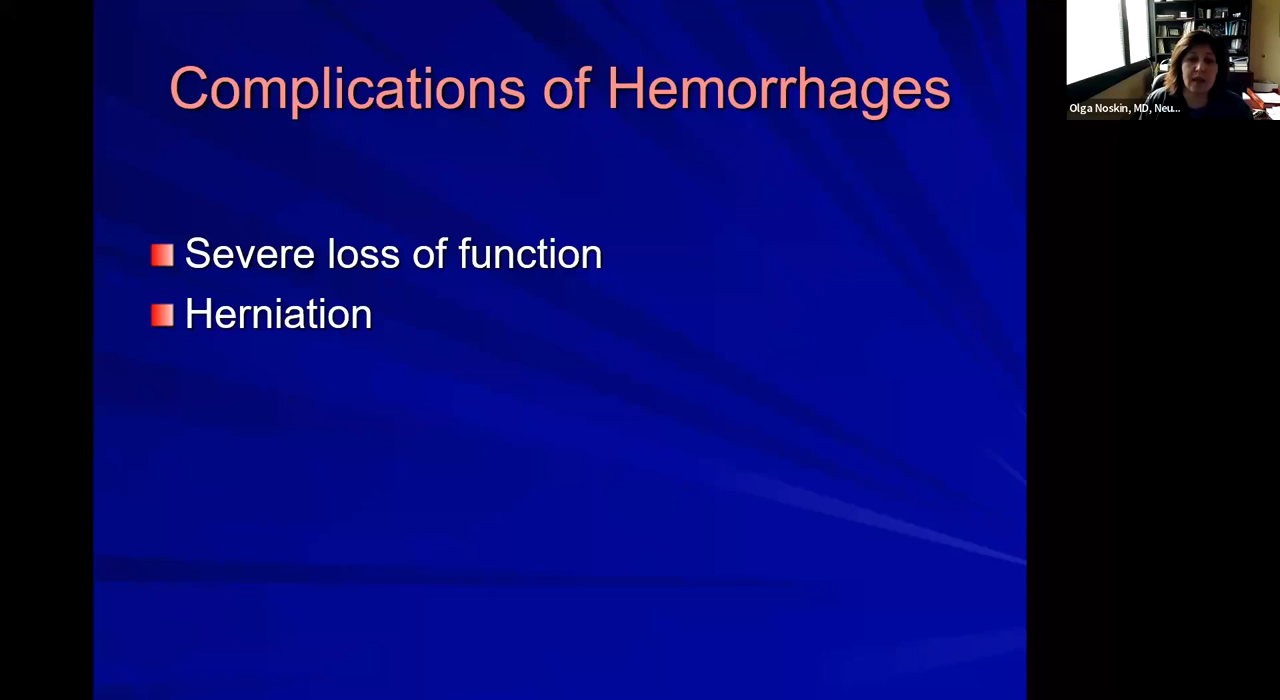 Complications of Hemorrhages
Severe loss of function
Herniation
Olga Noskin, MD, Neu...